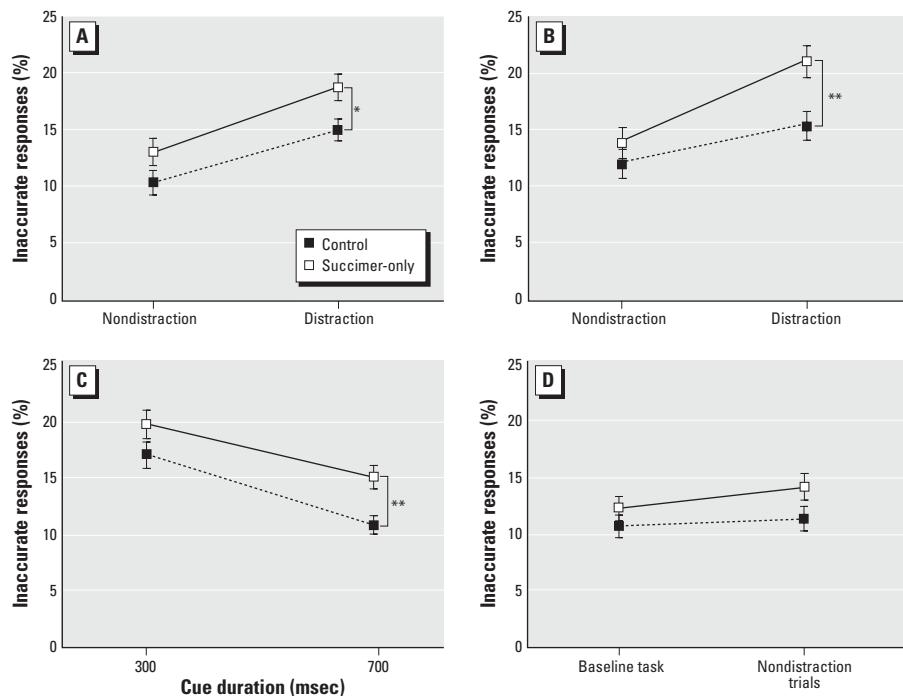 A
Inaccurate responses (%)
25
20
15
10
5
0
*
Control
Succimer-only
Nondistraction
Distraction
B
Inaccurate responses (%)
25
20
15
10
5
0
**
Nondistraction
Distraction
C
Inaccurate responses (%)
25
20
15
10
5
0
**
300
700
Cue duration (msec)
D
Inaccurate responses (%)
25
20
15
10
5
0
Baseline task
Nondistraction
trials